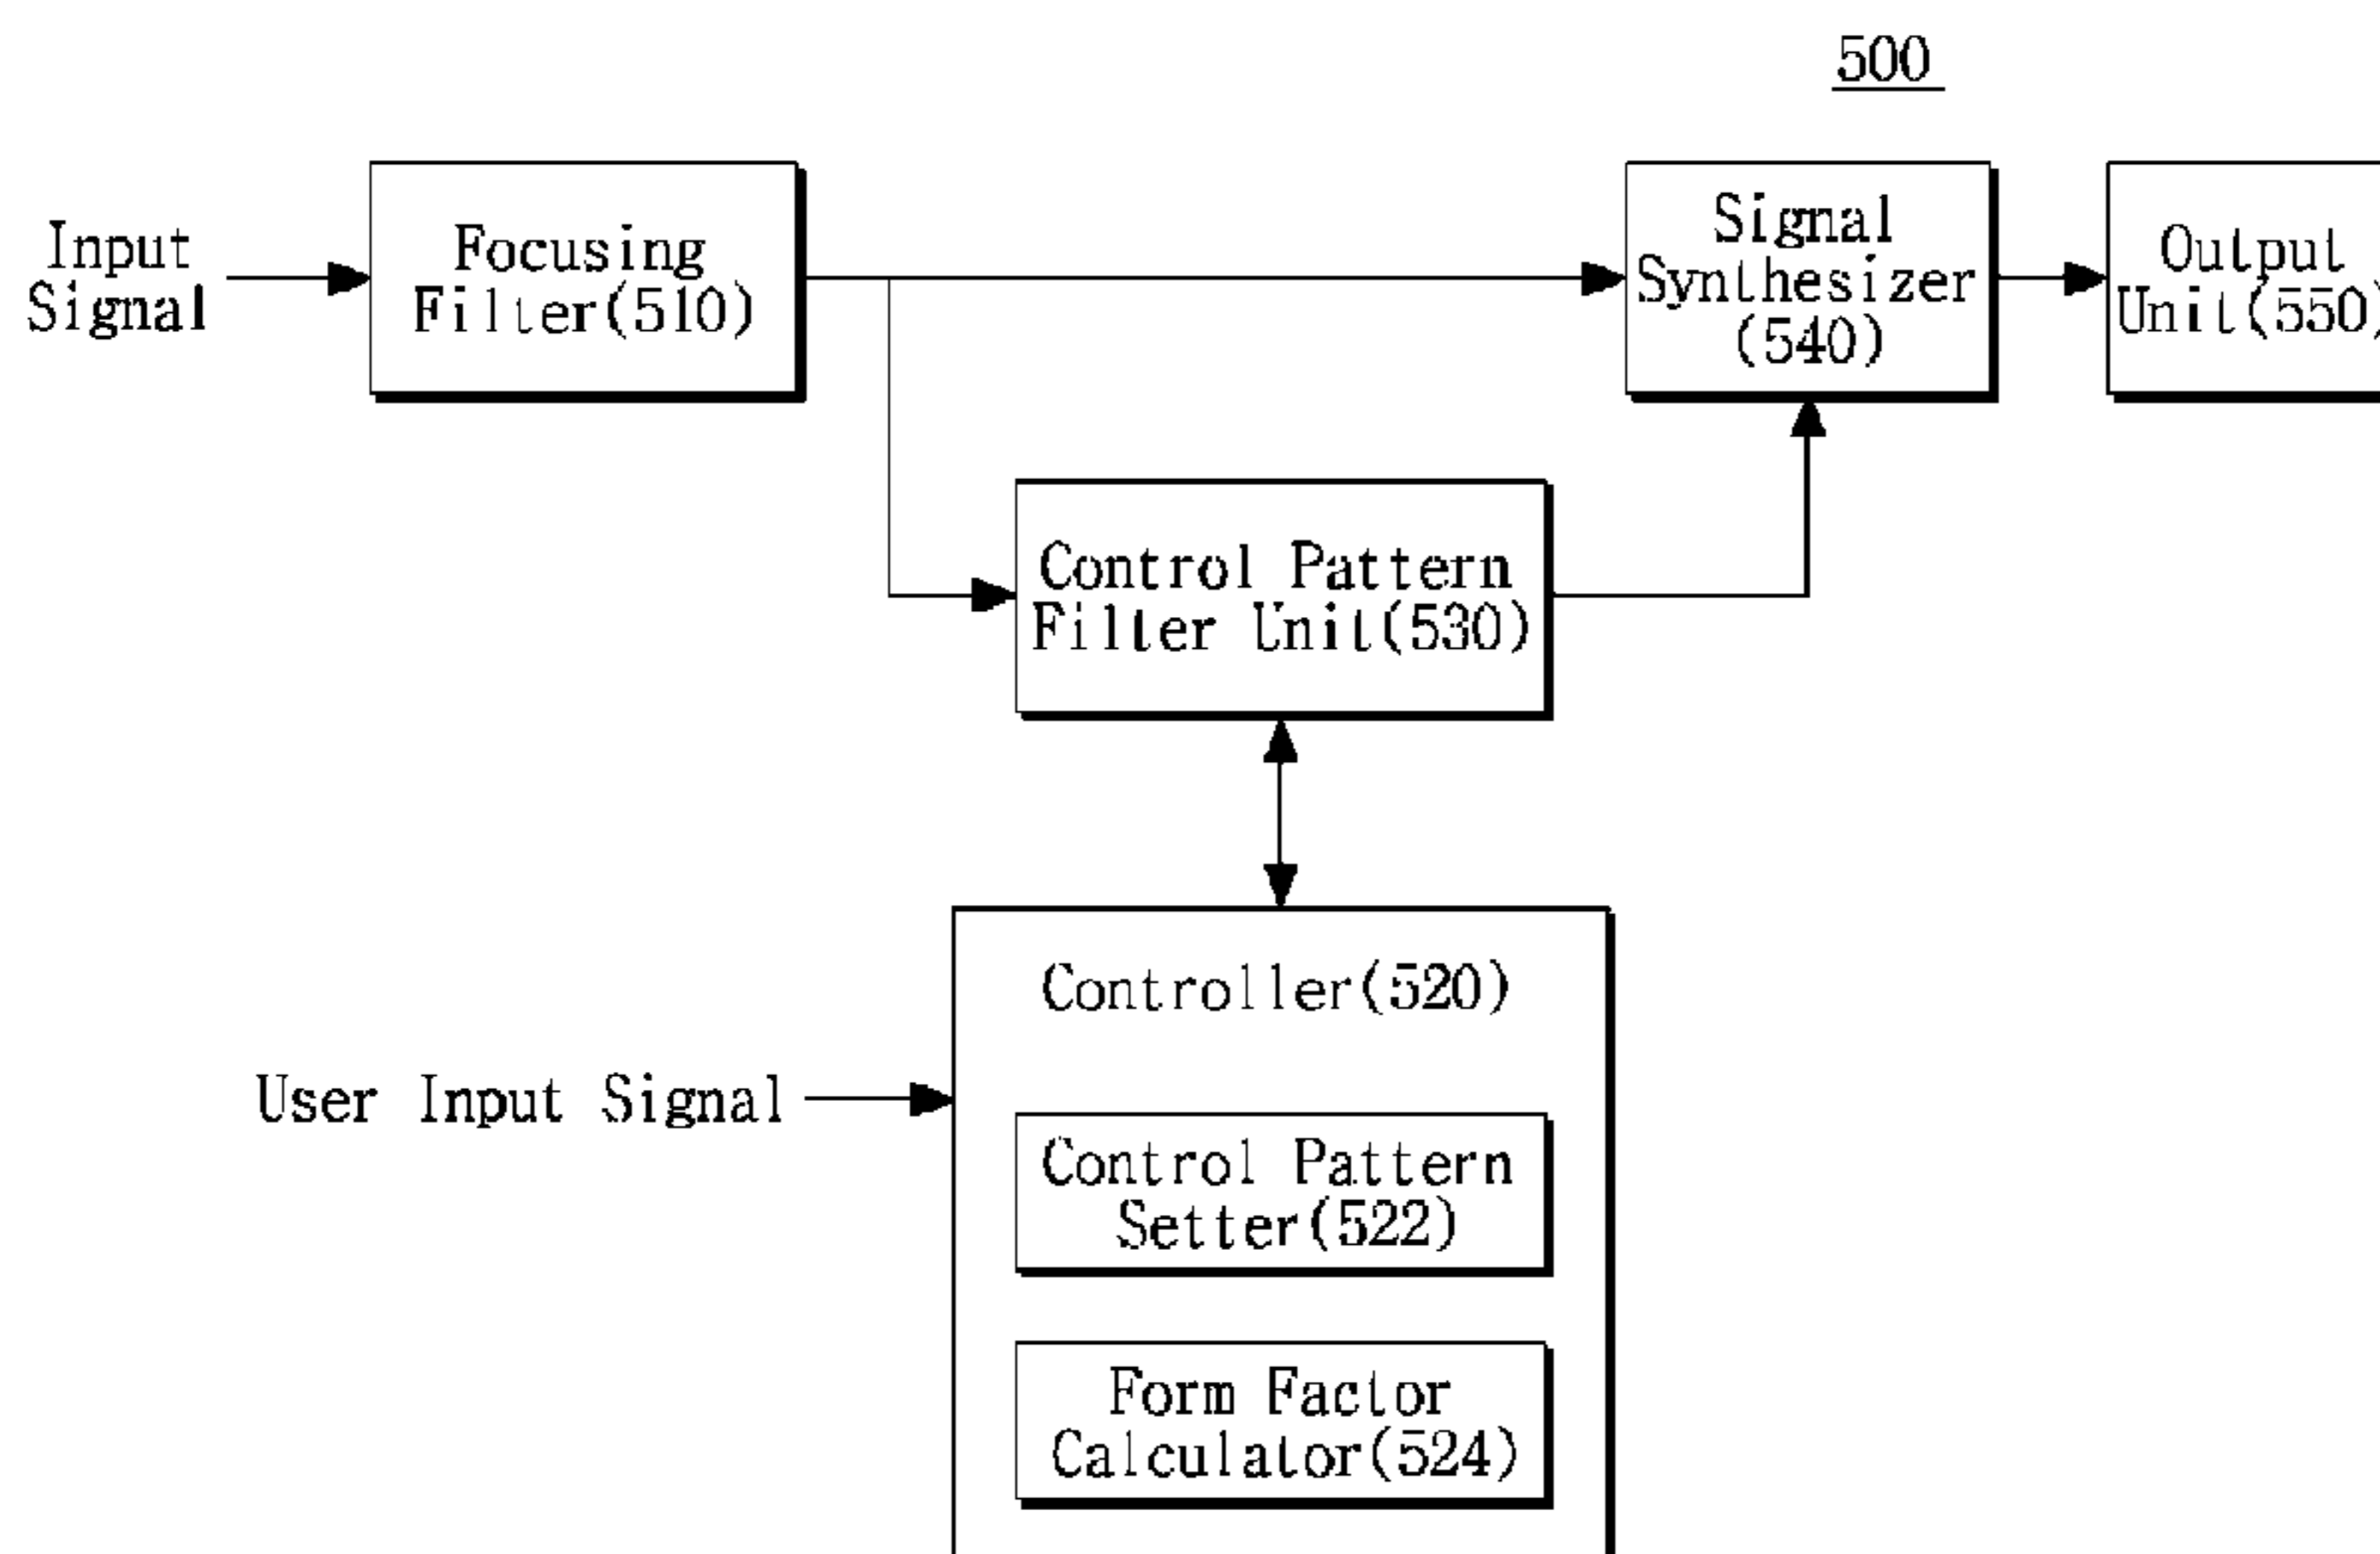 500
Input
Signal
Focusing
Filter(510)
Signal
Synthesizer
(540)
Output
Unit(550)
Control Pattern
Filter Unit(530)
Controller(520)
User Input Signal
Control Pattern
Setter(522)
Form Factor
Calculator(524)